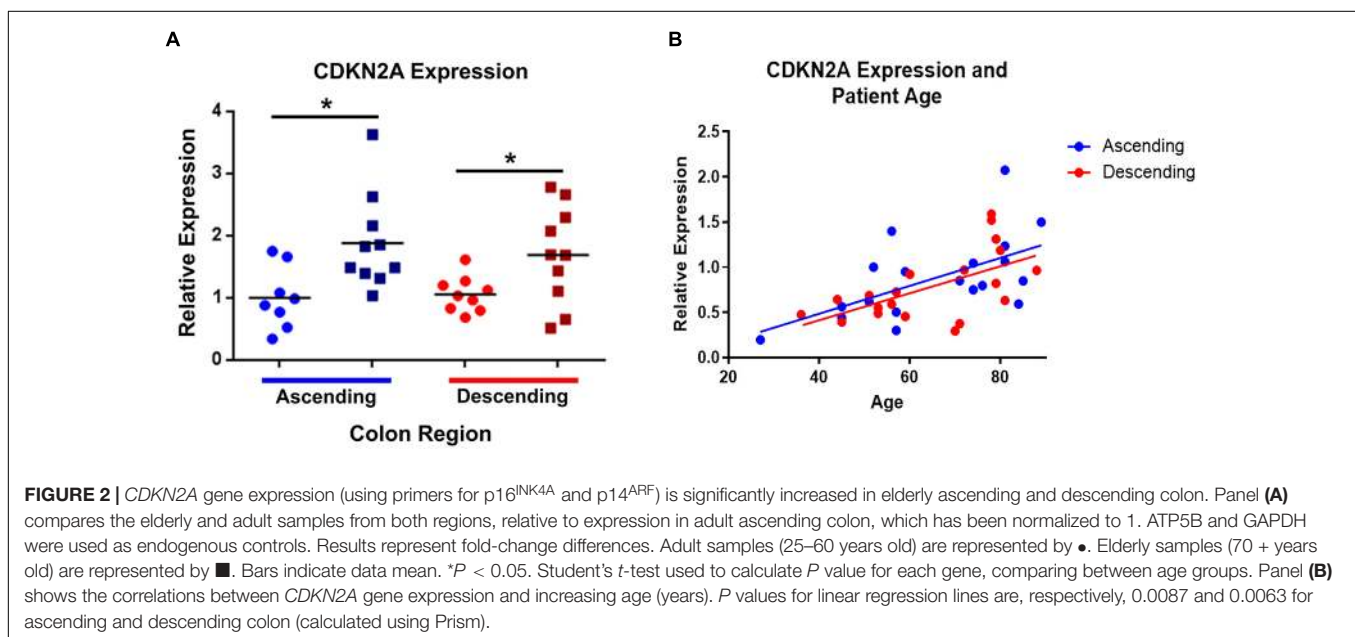 A
CDKN2A Expression
*
*
4
3
2
1
0
Relative Expression
Ascending
Descending
Colon Region
B
CDKN2A Expression and
Patient Age
2.5
2.0
1.5
1.0
0.5
0.0
Relative Expression
20
40
60
80
Age
Ascending
Descending
FIGURE 2 | CDKN2A gene expression (using primers for p16INK4A and p14ARF) is significantly increased in elderly ascending and descending colon. Panel (A)
compares the elderly and adult samples from both regions, relative to expression in adult ascending colon, which has been normalized to 1. ATP5B and GAPDH
were used as endogenous controls. Results represent fold-change differences. Adult samples (25–60 years old) are represented by ●. Elderly samples (70 + years
old) are represented by ■. Bars indicate data mean. *P < 0.05. Student's t-test used to calculate P value for each gene, comparing between age groups. Panel (B)
shows the correlations between CDKN2A gene expression and increasing age (years). P values for linear regression lines are, respectively, 0.0087 and 0.0063 for
ascending and descending colon (calculated using Prism).